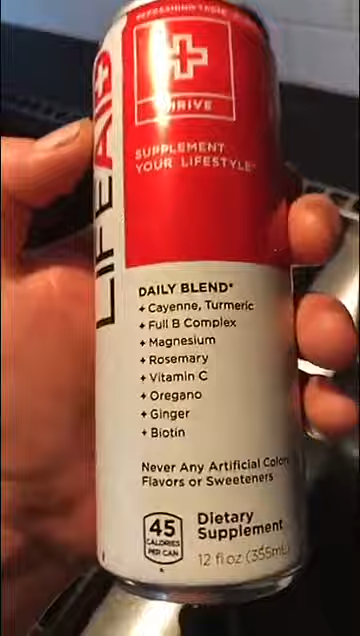 REFRESHING TASTE
THRIVE
SUPPLEMENT
YOUR LIFESTYLE
LIFEAID
DAILY BLEND*
+ Cayenne, Turmeric
+ Full B Complex
+ Magnesium
+ Rosemary
+ Vitamin C
+ Oregano
+ Ginger
+ Biotin
Never Any Artificial Colors
Flavors or Sweeteners
45
CALORIES
PER CAN
Dietary
Supplement
12 fl oz (355mL)